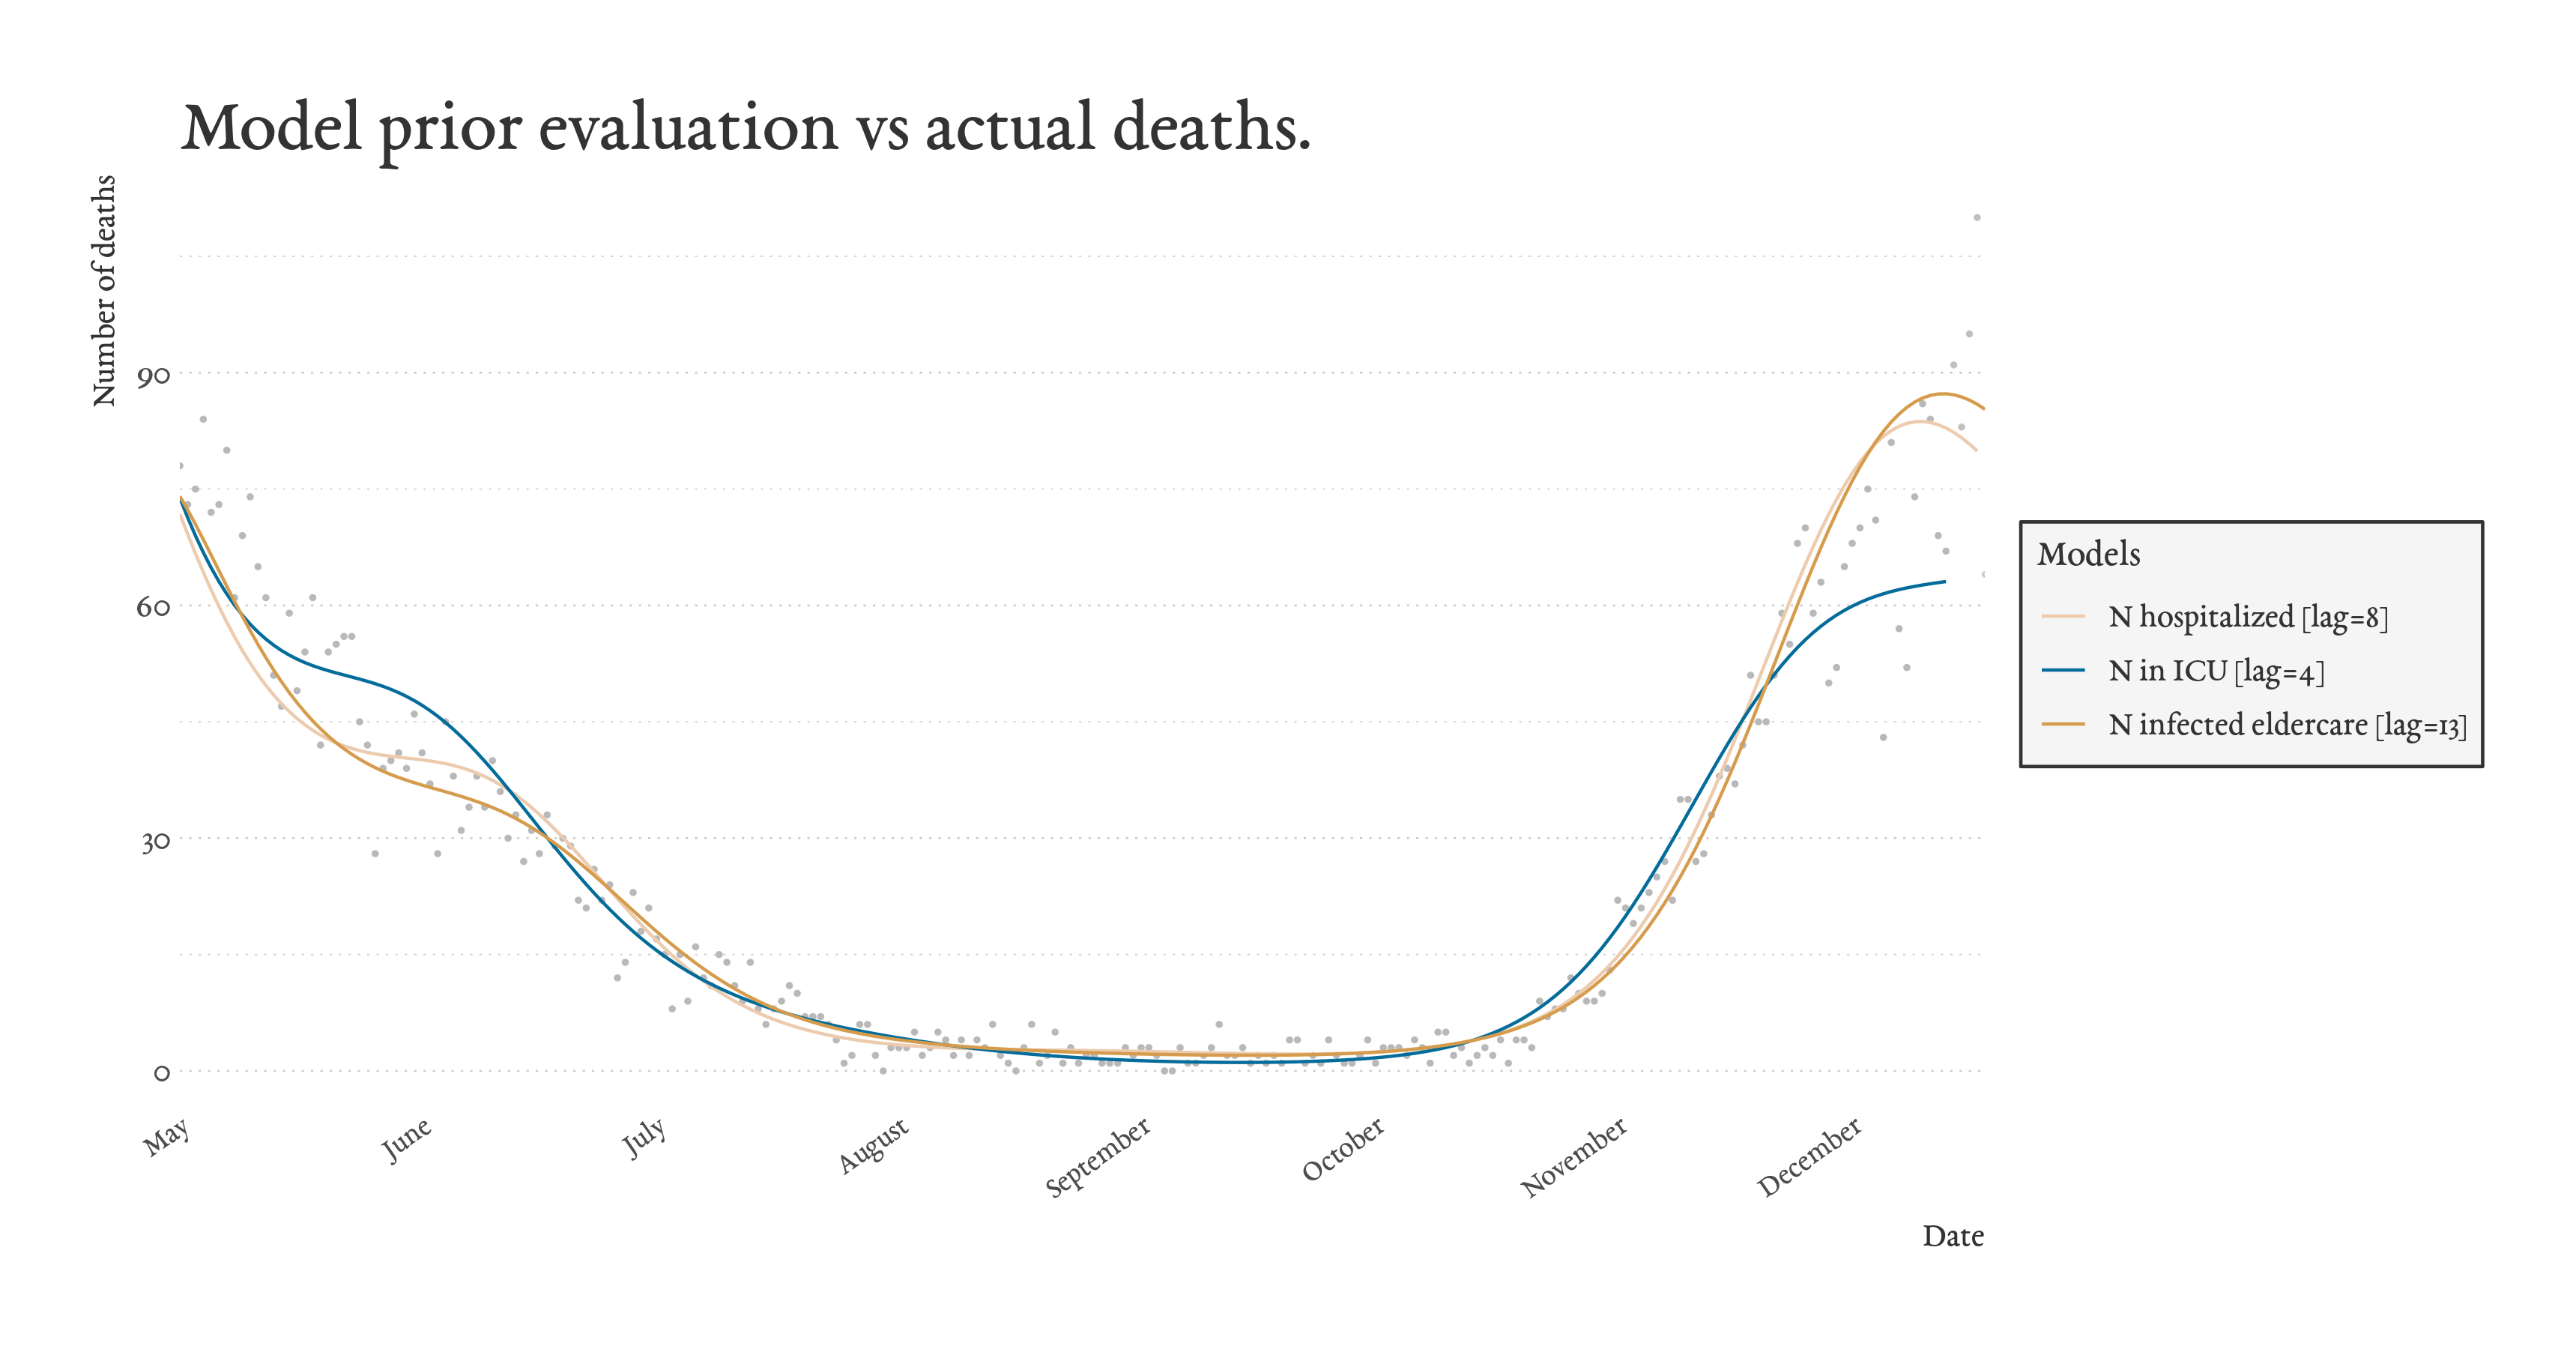 Model prior evaluation vs actual deaths.
Number of deaths
90
60
30
0
May
June
July
August
September
October
November
December
Date
Models
N hospitalized [lag=8]
N in ICU [lag=4]
N infected eldercare [lag=13]